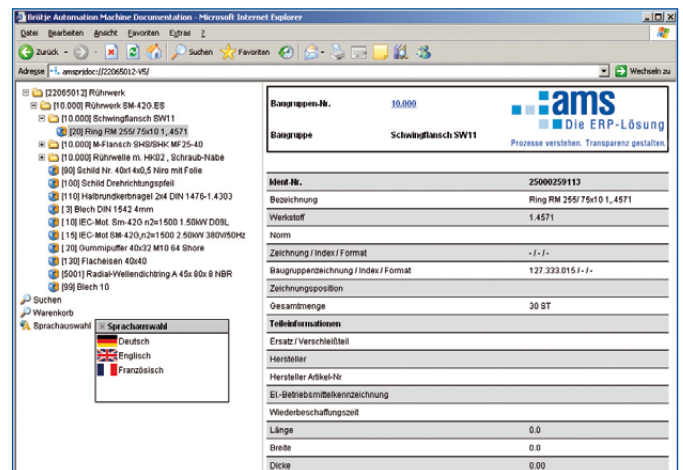 Brötje Automation Machine Documentation - Microsoft Internet Explorer
Datei Bearbeiten Ansicht Favoriten Extras ?
Zurück Suchen Favoriten
Adresse amsprjdoc://22065012-VS/ Wechseln zu
[22065012] Rührwerk
[10.000] Rührwerk SM-420.ES
[10.000] Schwingflansch SW11
[20] Ring RM 255/ 75x10 1,.4571
[10.000] M-Flansch SHS/SHK MF25-40
[10.000] Rührwelle m. HK02 , Schraub-Nabe
[90] Schild Nr. 40x14x0,5 Niro mit Folie
[100] Schild Drehrichtungspfeil
[110] Halbrundkerbnagel 2x4 DIN 1476-1.4303
[ 3] Blech DIN 1542 4mm
[ 10] IEC-Mot. Sm-42G n2=1500 1.50kW D09L
[ 15] IEC-Mot SM-42G,n2=1500 2.50kW 380V/50Hz
[ 20] Gummipuffer 40x32 M10 64 Shore
[130] Flacheisen 40x40
[5001] Radial-Wellendichtring A 45x 80x 8 NBR
[99] Blech 10
Suchen
Warenkorb
Sprachauswahl
Sprachauswahl
Deutsch
Englisch
Französisch
Baugruppen-Nr. 10.000
Baugruppe Schwingflansch SW11
ams
Die ERP-Lösung
Prozesse verstehen. Transparenz gestalten.
Ident-Nr. 25000259113
Bezeichnung Ring RM 255/ 75x10 1,.4571
Werkstoff 1.4571
Norm
Zeichnung / Index / Format - / - / -
Baugruppenzeichnung / Index / Format 127.333.015 / - / -
Zeichnungsposition
Gesamtmenge 30 ST
Teileinformationen
Ersatz / Verschleißteil
Hersteller
Hersteller Artikel-Nr
El.-Betriebsmittelkennzeichnung
Wiederbeschaffungszeit
Länge 0.0
Breite 0.0
Dicke 0.00